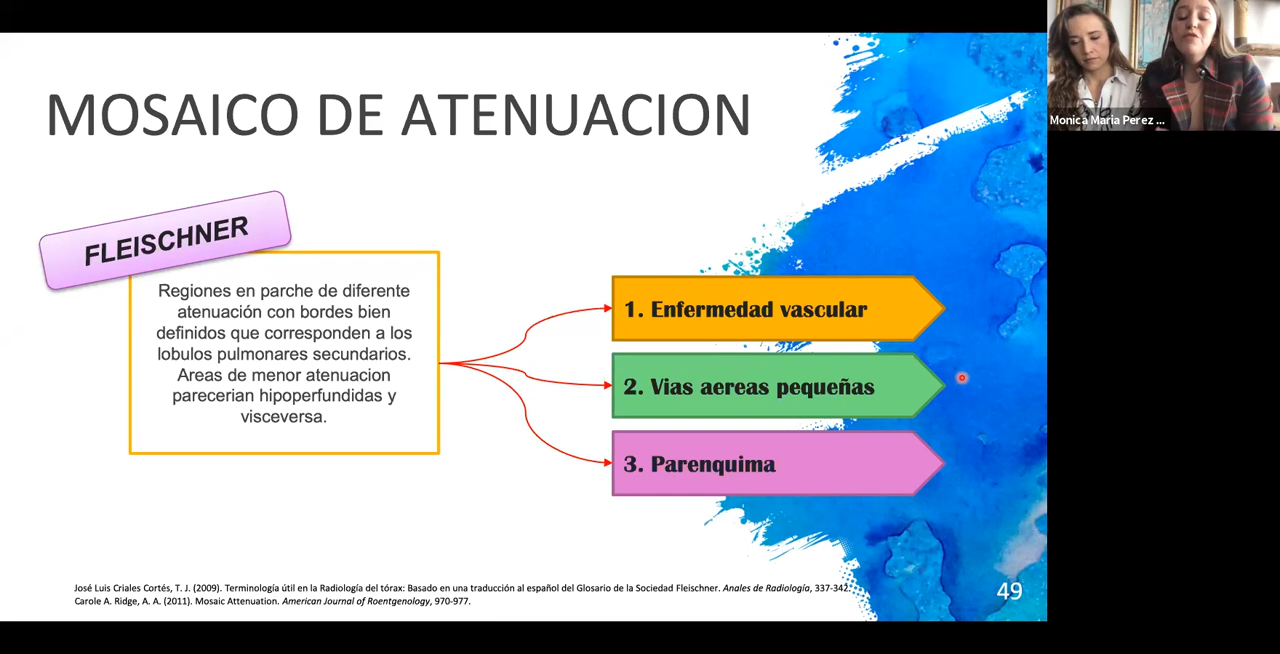 MOSAICO DE ATENUACION
FLEISCHNER
Regiones en parche de diferente
atenuación con bordes bien
definidos que corresponden a los
lobulos pulmonares secundarios.
Areas de menor atenuacion
parecerian hipoperfundidas y
visceversa.
1. Enfermedad vascular
2. Vias aereas pequeñas
3. Parenquima
José Luis Criales Cortés, T. J. (2009). Terminología útil en la Radiología del tórax: Basado en una traducción al español del Glosario de la Sociedad Fleischner. Anales de Radiología, 337-342.
Carole A. Ridge, A. A. (2011). Mosaic Attenuation. American Journal of Roentgenology, 970-977.
49
Monica Maria Perez ...